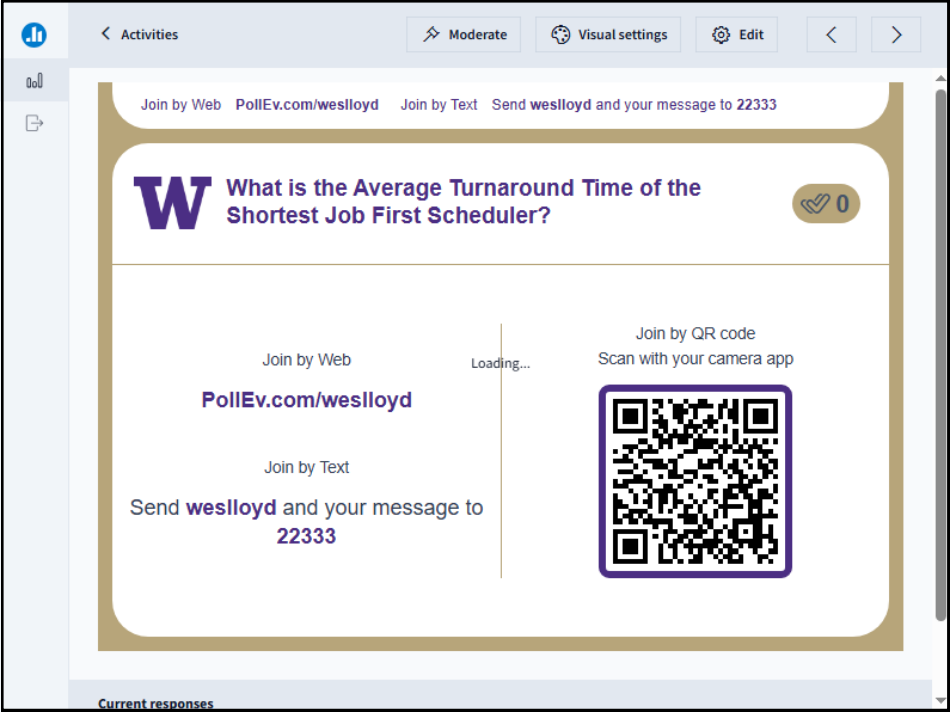 Activities
Moderate
Visual settings
Edit
Join by Web PollEv.com/weslloyd Join by Text Send weslloyd and your message to 22333
W
What is the Average Turnaround Time of the
Shortest Job First Scheduler?
0
Join by Web
PollEv.com/weslloyd
Join by Text
Send weslloyd and your message to
22333
Loading...
Join by QR code
Scan with your camera app
Current responses